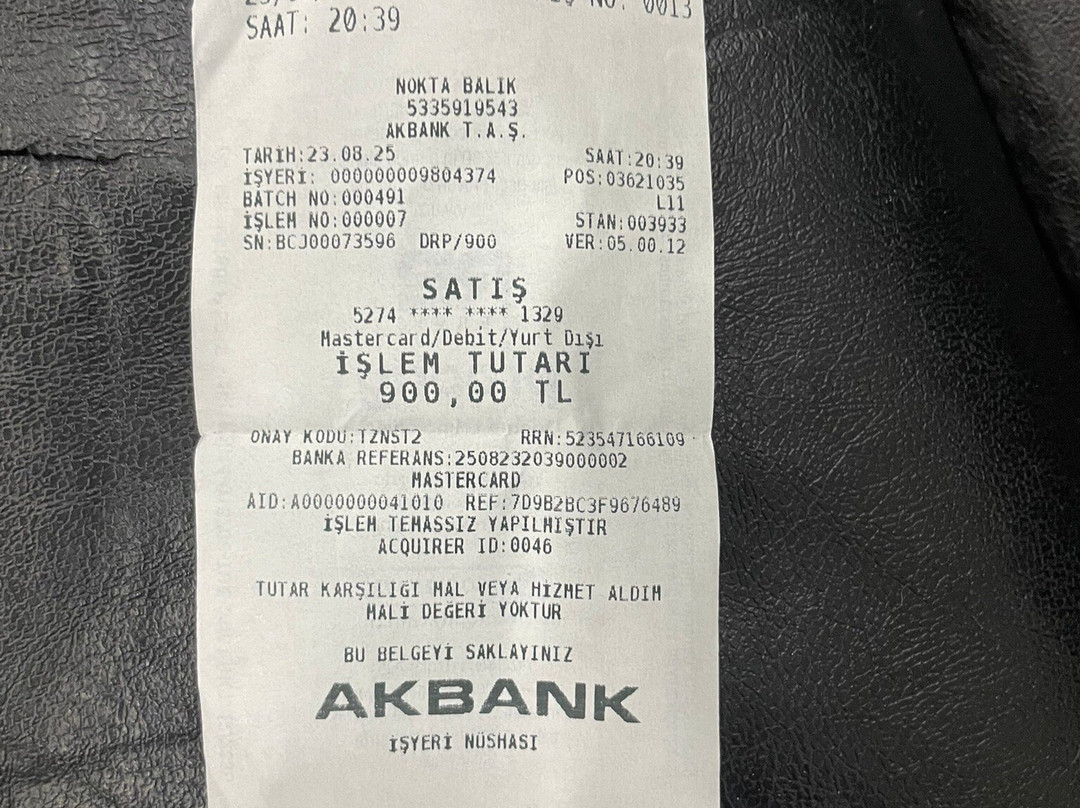 SAAT: 20:39
NO: 0013
NOKTA BALIK
5335919543
AKBANK T.A.Ş.
TARİH:23.08.25 SAAT:20:39
İŞYERİ: 000000009804374 POS:03621035
BATCH NO:000491 L11
İŞLEM NO:000007 STAN:003933
SN:BCJ00073596 DRP/900 VER:05.00.12
SATIŞ
5274 **** **** 1329
Mastercard/Debit/Yurt Dışı
İŞLEM TUTARI
900,00 TL
ONAY KODU:TZNST2 RRN:523547166109
BANKA REFERANS:2508232039000002
MASTERCARD
AID:A0000000041010 REF:7D9B2BC3F9676489
İŞLEM TEMASSIZ YAPILMIŞTIR
ACQUIRER ID:0046
TUTAR KARŞILIĞI MAL VEYA HİZMET ALDIM
MALİ DEĞERİ YOKTUR
BU BELGEYİ SAKLAYINIZ
AKBANK
İŞYERİ NÜSHASI